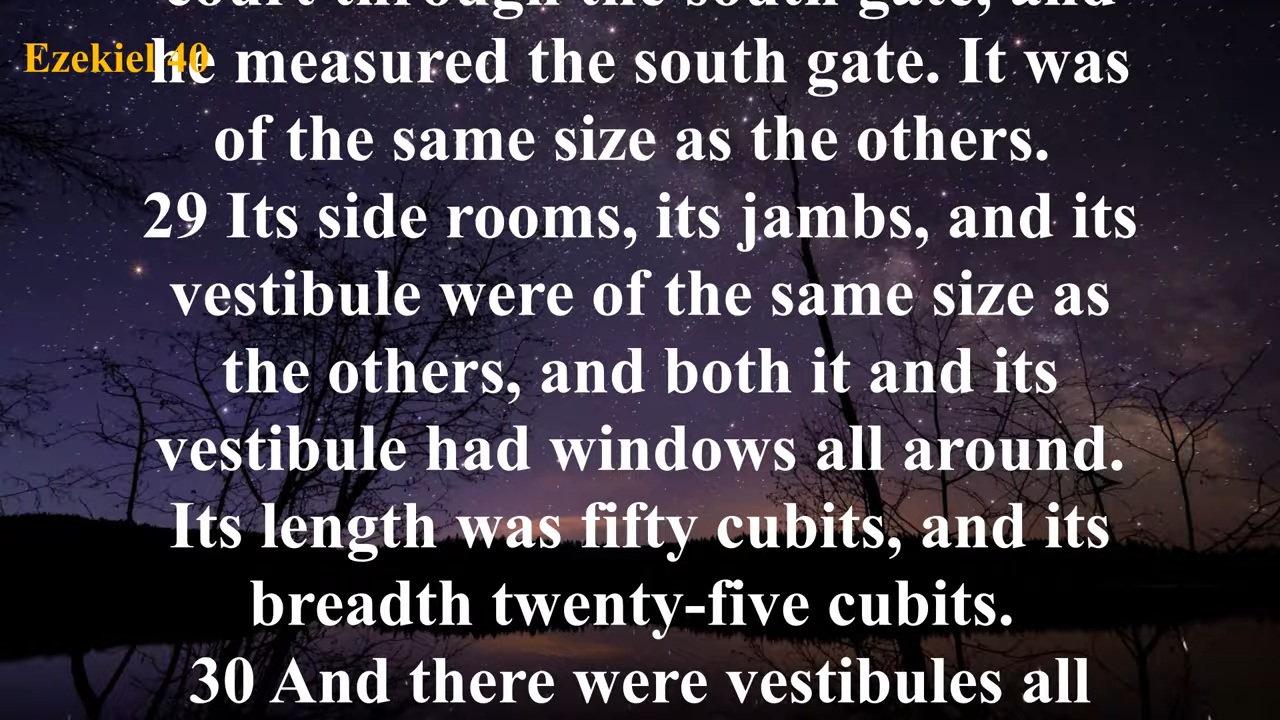 court through the south gate, and
Ezekiel 40
he measured the south gate. It was
of the same size as the others.
29 Its side rooms, its jambs, and its
vestibule were of the same size as
the others, and both it and its
vestibule had windows all around.
Its length was fifty cubits, and its
breadth twenty-five cubits.
30 And there were vestibules all